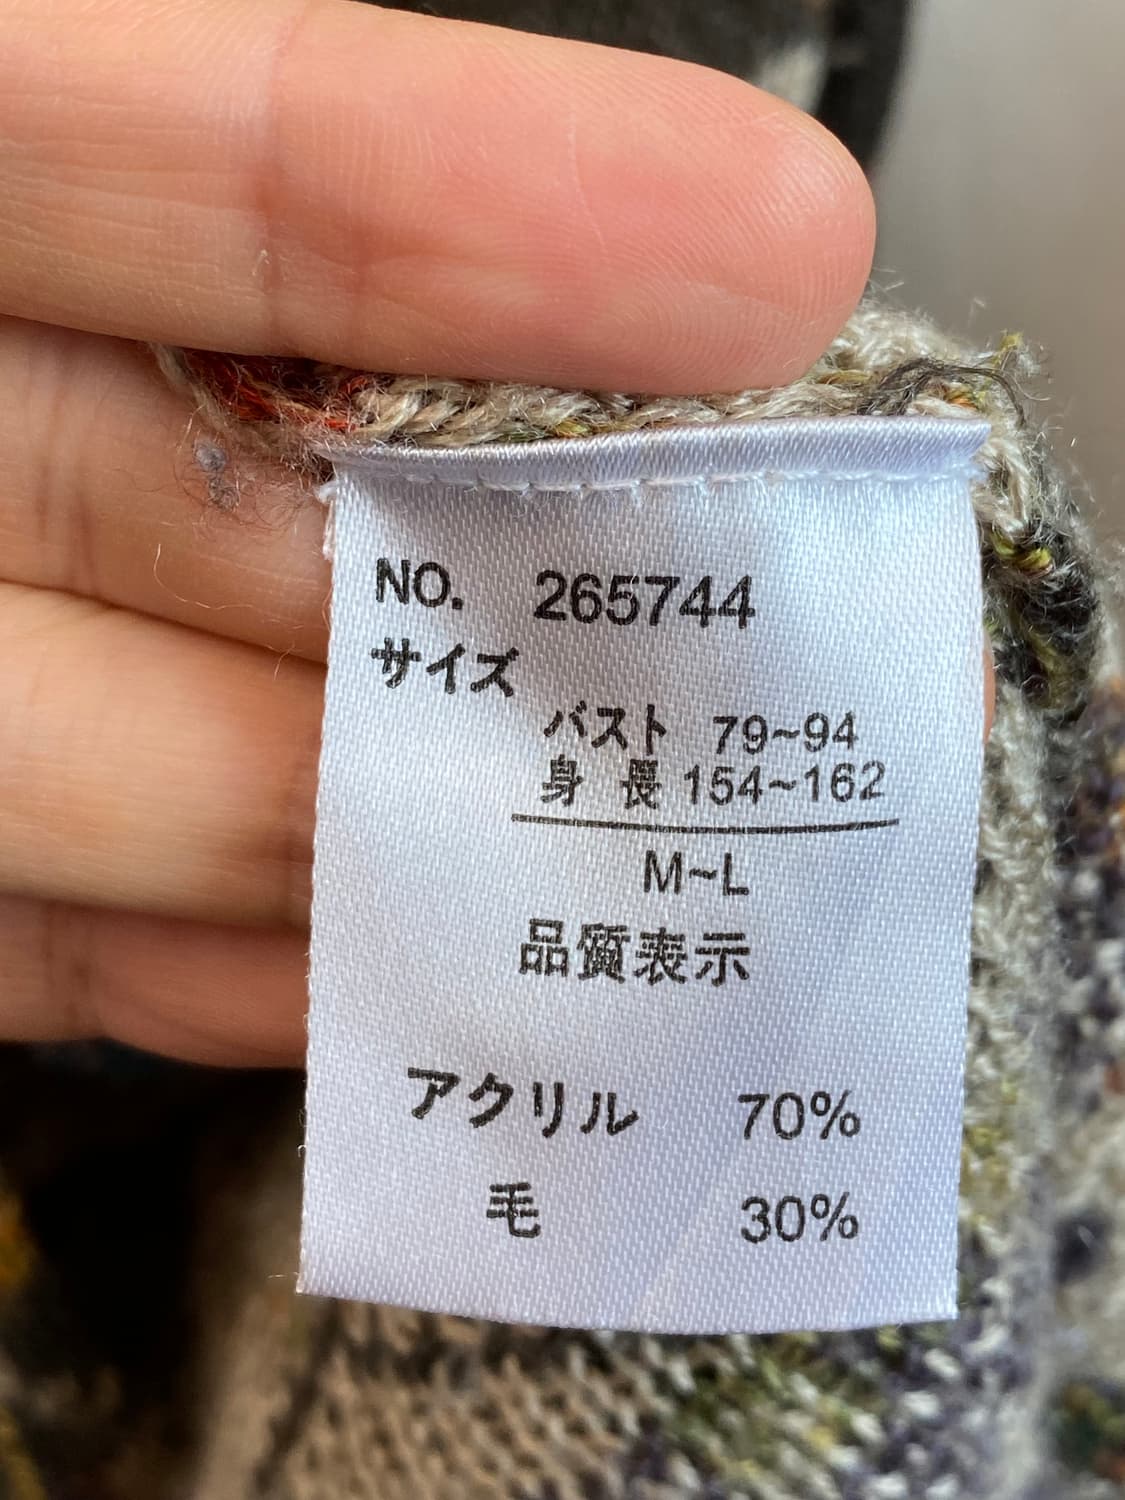 NO. 265744
サイズ
バスト 79~94
身 長 154~162
M~L
品質表示
アクリル 70%
毛 30%